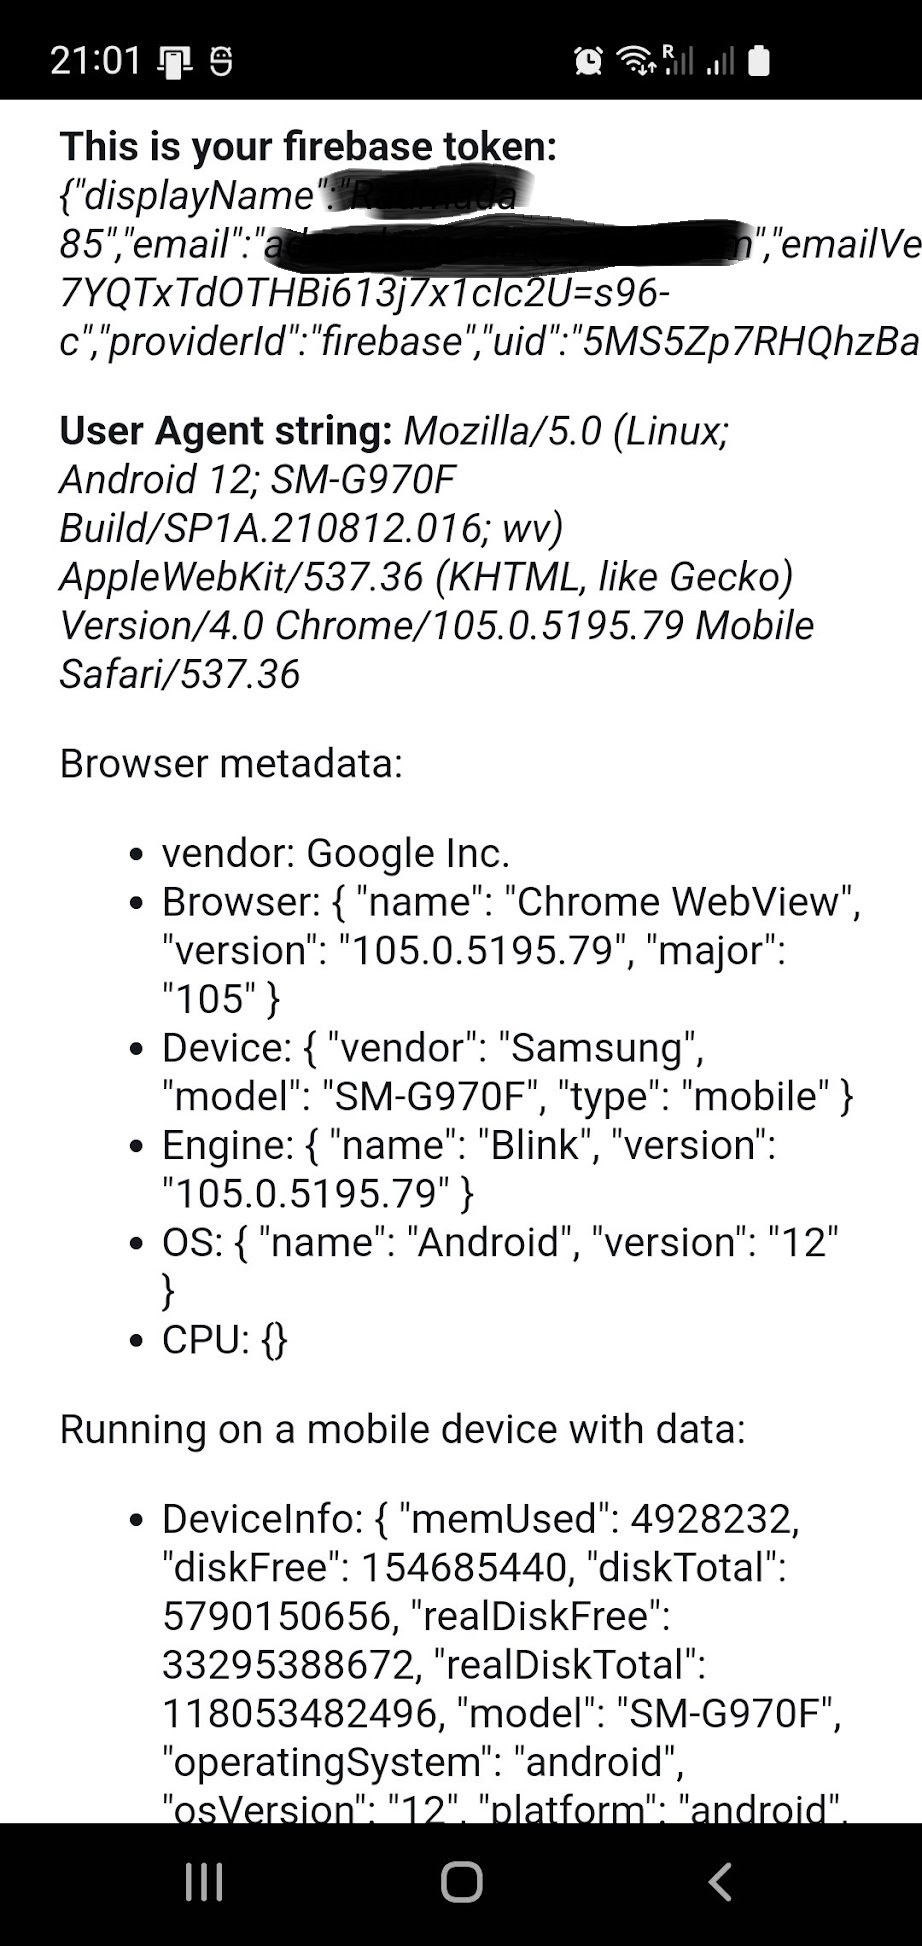 21:01
R
This is your firebase token:
{"displayName":"
85","email":" ","emailVe
7YQTxTdOTHBi613j7x1clc2U=s96-
c","providerId":"firebase","uid":"5MS5Zp7RHQhzBa
User Agent string: Mozilla/5.0 (Linux;
Android 12; SM-G970F
Build/SP1A.210812.016; wv)
AppleWebKit/537.36 (KHTML, like Gecko)
Version/4.0 Chrome/105.0.5195.79 Mobile
Safari/537.36
Browser metadata:
• vendor: Google Inc.
• Browser: { "name": "Chrome WebView",
"version": "105.0.5195.79", "major":
"105" }
• Device: { "vendor": "Samsung",
"model": "SM-G970F", "type": "mobile" }
• Engine: { "name": "Blink", "version":
"105.0.5195.79" }
• OS: { "name": "Android", "version": "12"
}
• CPU: {}
Running on a mobile device with data:
• DeviceInfo: { "memUsed": 4928232,
"diskFree": 154685440, "diskTotal":
5790150656, "realDiskFree":
33295388672, "realDiskTotal":
118053482496, "model": "SM-G970F",
"operatingSystem": "android",
"osVersion": "12", "platform": "android",